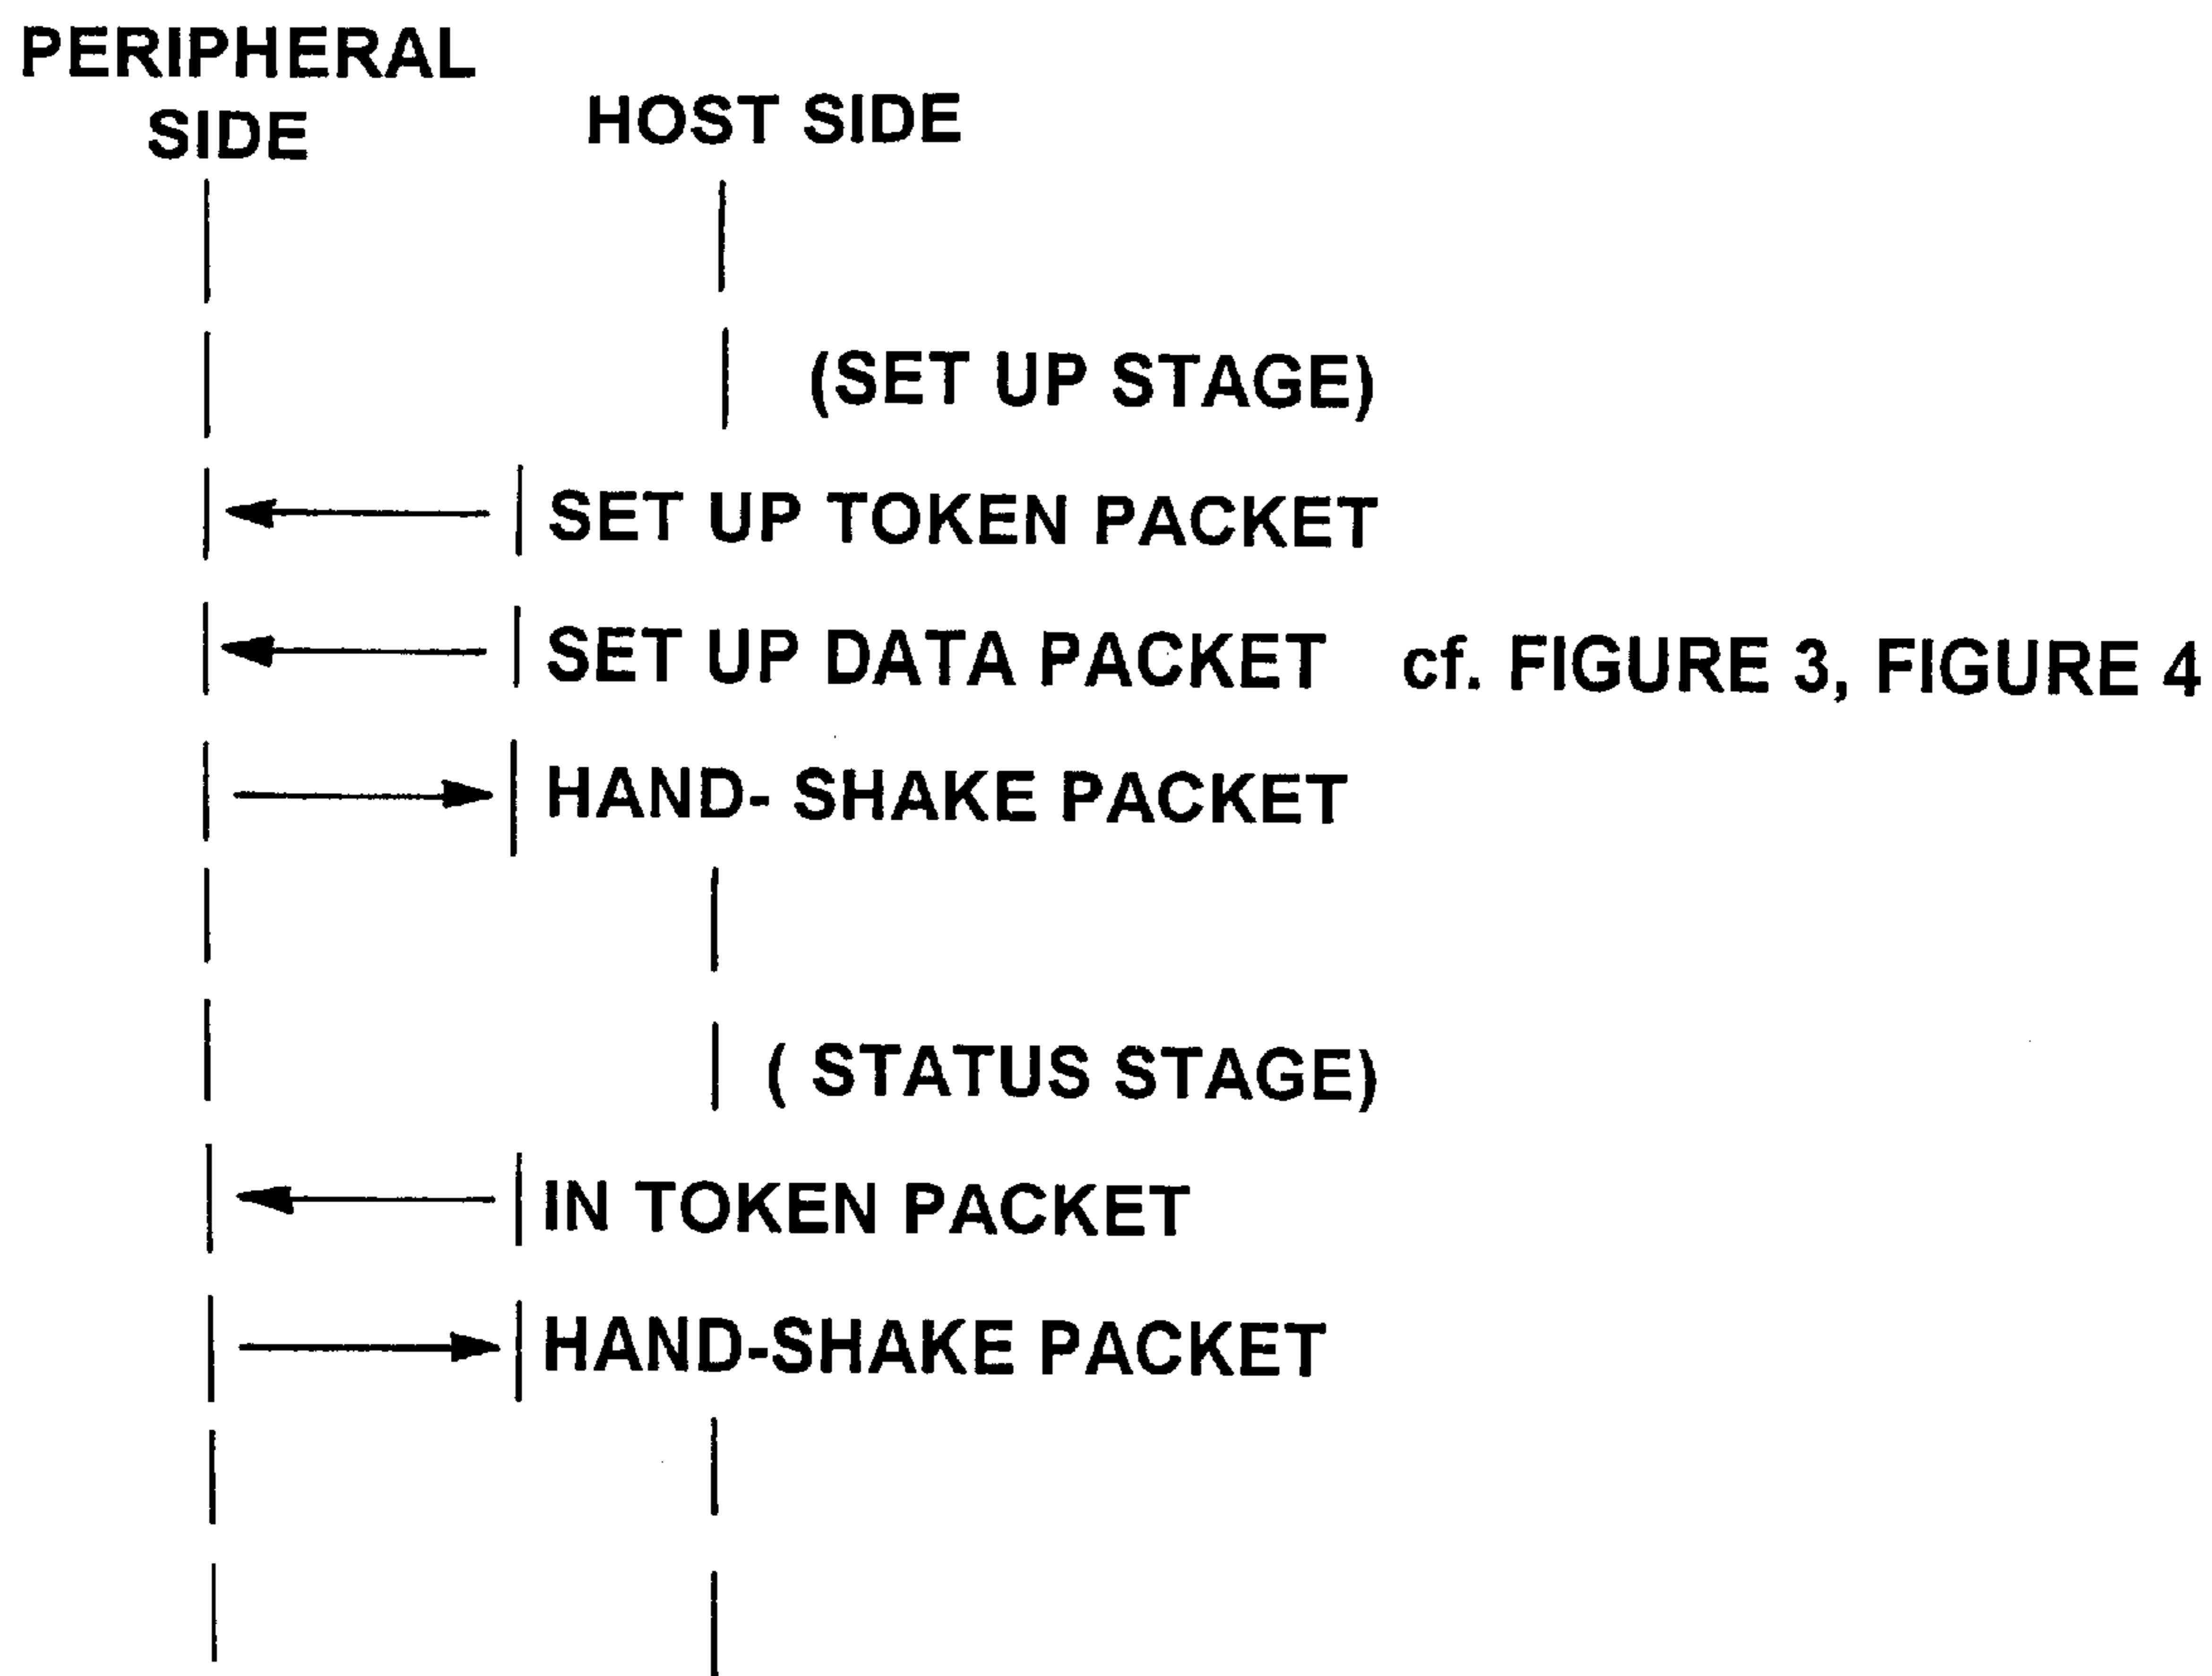 PERIPHERAL
SIDE
HOST SIDE
(SET UP STAGE)
SET UP TOKEN PACKET
SET UP DATA PACKET cf. FIGURE 3, FIGURE 4
HAND- SHAKE PACKET
( STATUS STAGE)
IN TOKEN PACKET
HAND-SHAKE PACKET